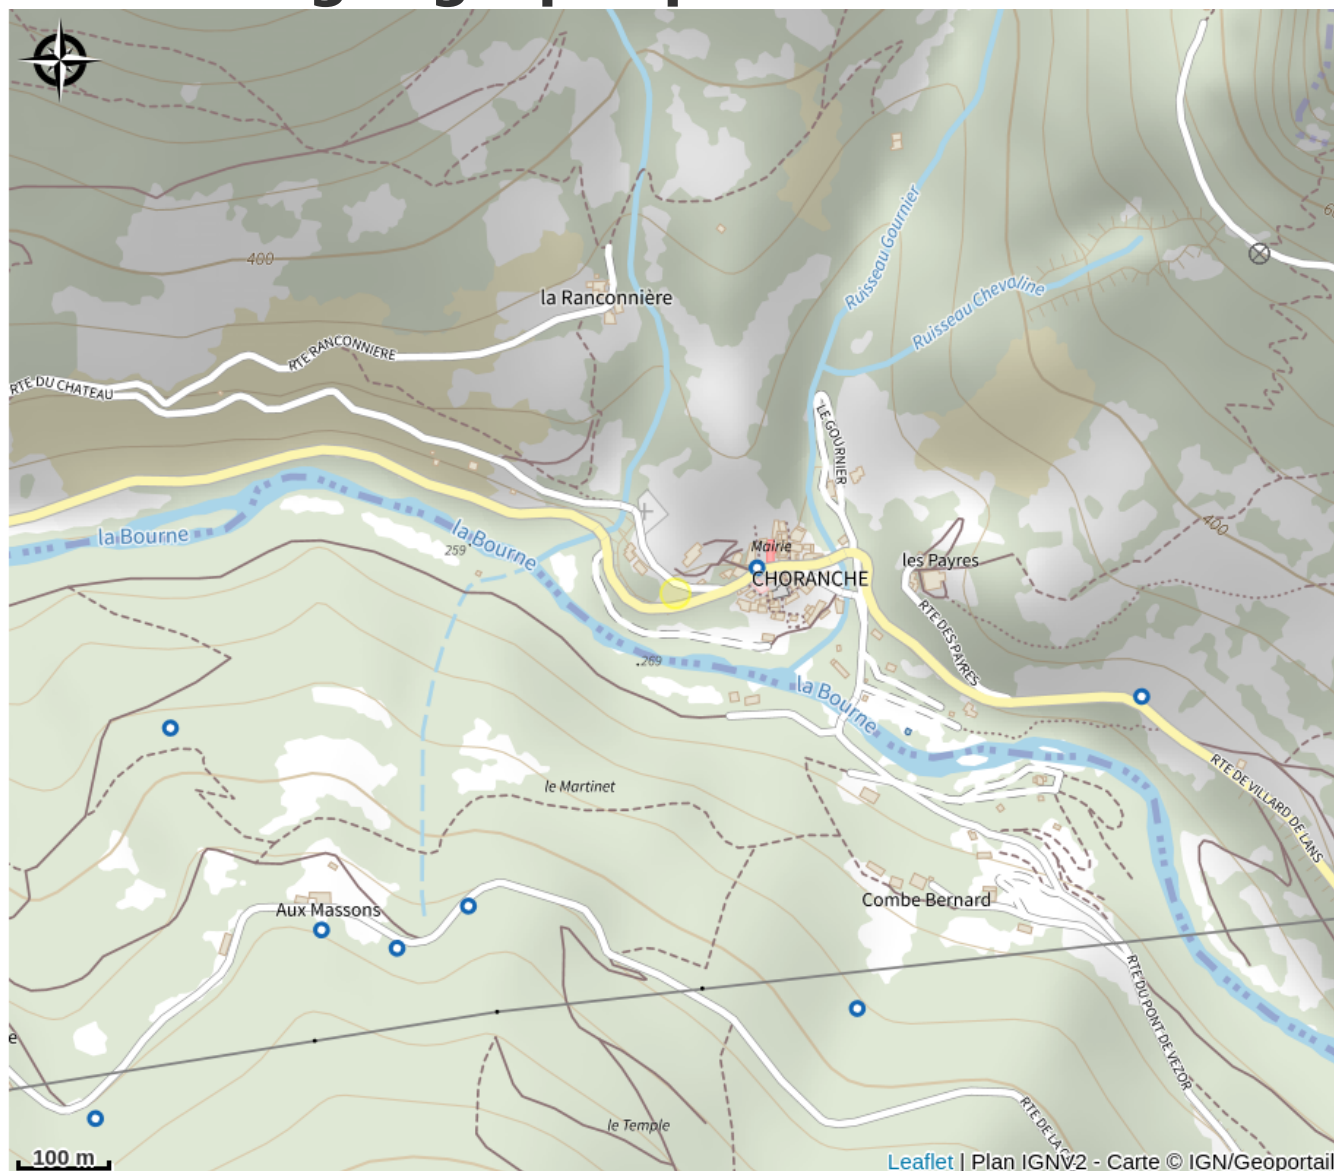 400
la Ranconnière
RTE RANCONNIERE
RTE DU CHATEAU
Ruisseau Gournier
Ruisseau Chevaline
LE GOURNIER
400
la Bourne
la Bourne
259
Mairie
CHORANCHE
les Payres
RTE DES PAYRES
269
la Bourne
le Martinet
RTE DE VILLARD DE LANS
Aux Massons
Combe Bernard
RTE DU PONT DE VEZOR
e
le Temple
100 m
Leaflet | Plan IGNV2 - Carte © IGN/Geoportail